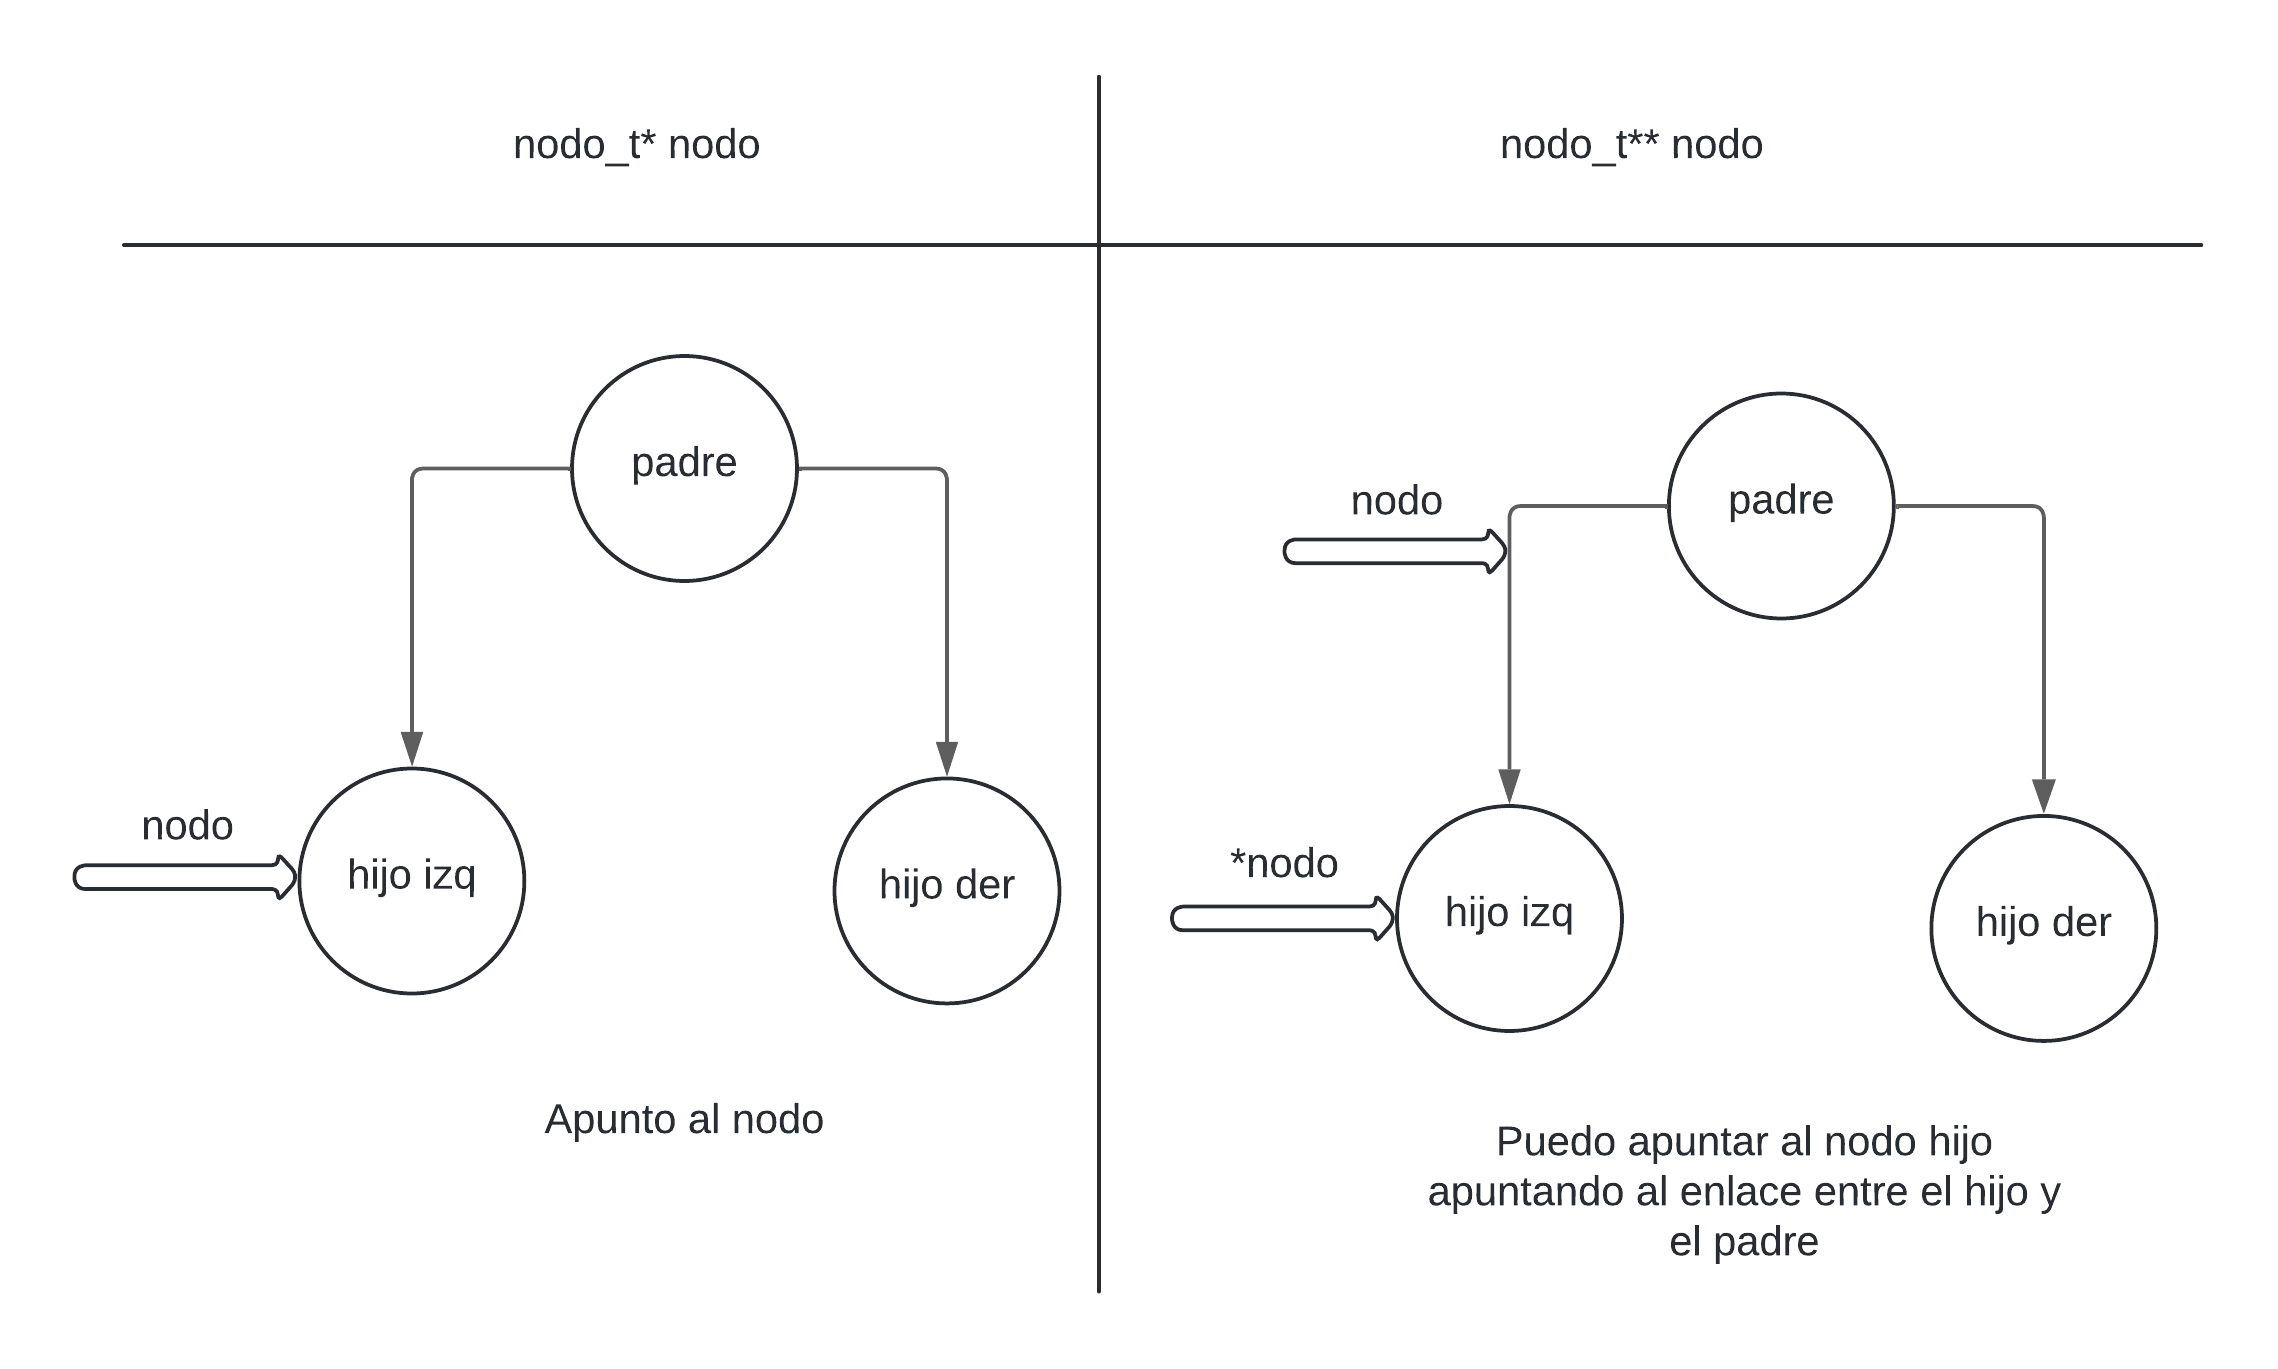 nodo_t* nodo
nodo_t** nodo
padre
nodo
hijo izq
hijo der
Apunto al nodo
padre
nodo
*nodo
hijo izq
hijo der
Puedo apuntar al nodo hijo
apuntando al enlace entre el hijo y
el padre